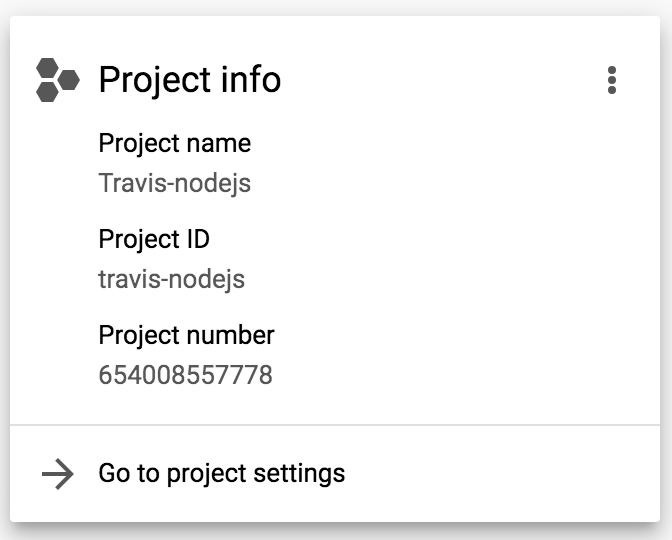 Project info
Project name
Travis-nodejs
Project ID
travis-nodejs
Project number
654008557778
Go to project settings